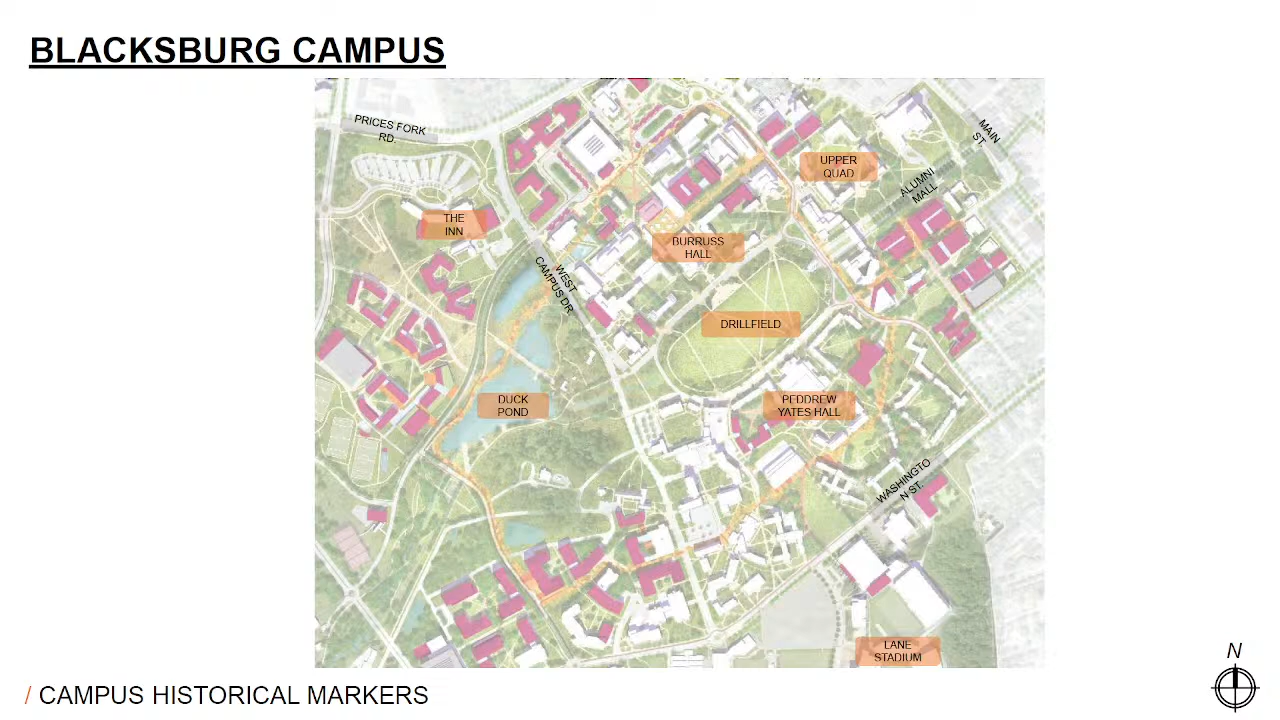 BLACKSBURG CAMPUS
PRICES FORK
RD.
MAIN
ST.
UPPER
QUAD
ALUMNI
MALL
THE
INN
BURRUSS
HALL
WEST
CAMPUS DR
DRILLFIELD
DUCK
POND
PEDDREW
YATES HALL
WASHINGTO
N ST.
LANE
STADIUM
N
/ CAMPUS HISTORICAL MARKERS